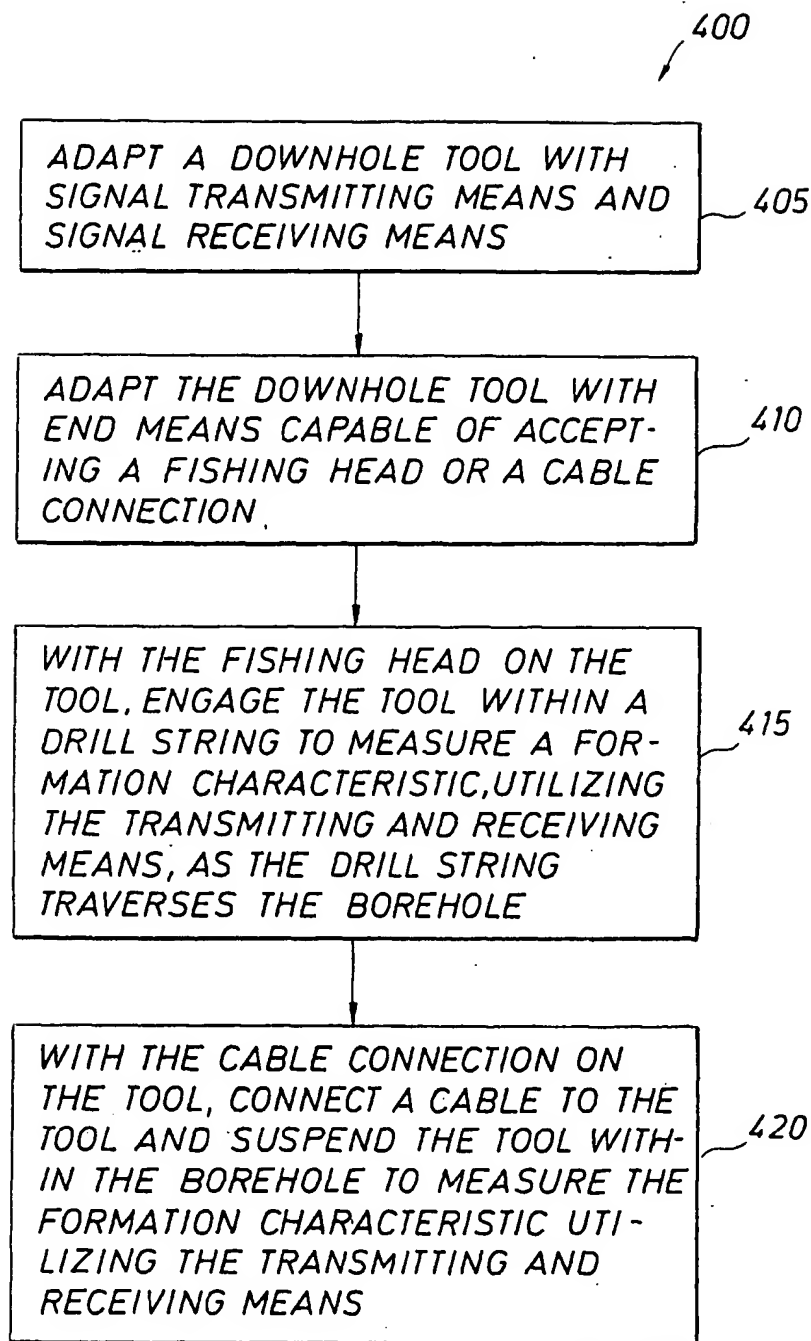 400
ADAPT A DOWNHOLE TOOL WITH
SIGNAL TRANSMITTING MEANS AND
SIGNAL RECEIVING MEANS
405
ADAPT THE DOWNHOLE TOOL WITH
END MEANS CAPABLE OF ACCEPT-
ING A FISHING HEAD OR A CABLE
CONNECTION
410
WITH THE FISHING HEAD ON THE
TOOL, ENGAGE THE TOOL WITHIN A
DRILL STRING TO MEASURE A FOR-
MATION CHARACTERISTIC, UTILIZING
THE TRANSMITTING AND RECEIVING
MEANS, AS THE DRILL STRING
TRAVERSES THE BOREHOLE
415
WITH THE CABLE CONNECTION ON
THE TOOL, CONNECT A CABLE TO THE
TOOL AND SUSPEND THE TOOL WITH-
IN THE BOREHOLE TO MEASURE THE
FORMATION CHARACTERISTIC UTI-
LIZING THE TRANSMITTING AND
RECEIVING MEANS
420